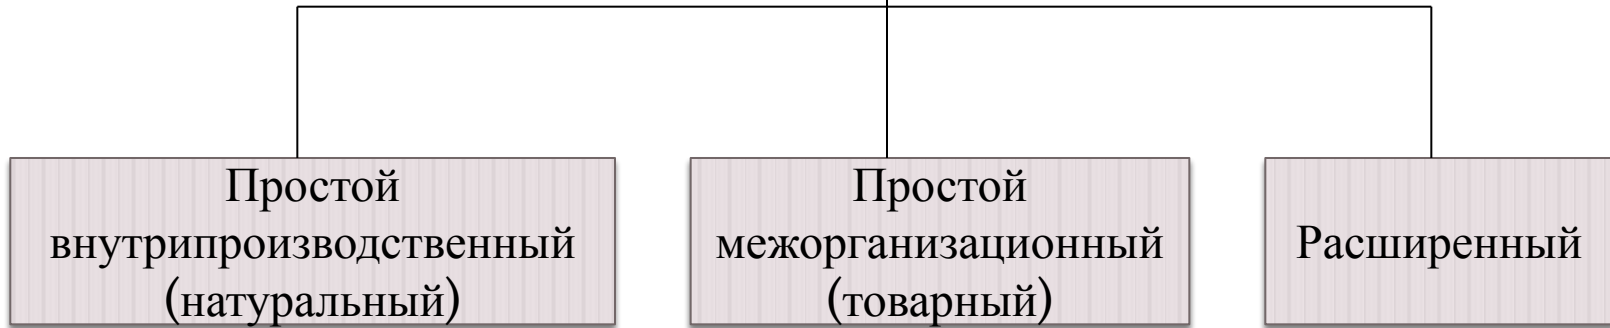 Простой
внутрипроизводственный
(натуральный)
Простой
межорганизационный
(товарный)
Расширенный